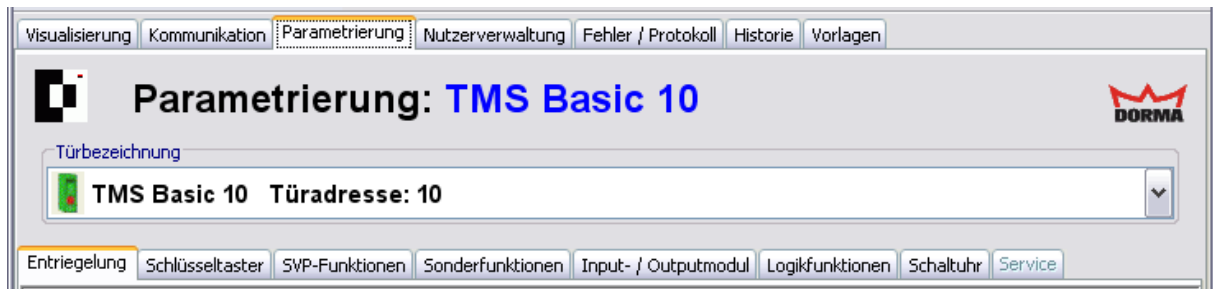 Visualisierung Kommunikation Parametrierung Nutzerverwaltung Fehler / Protokoll Historie Vorlagen
Parametrierung: TMS Basic 10
DORMA
Türbezeichnung
TMS Basic 10 Türadresse: 10
Entriegelung Schlüsseltaster SVP-Funktionen Sonderfunktionen Input- / Outputmodul Logikfunktionen Schaltuhr Service